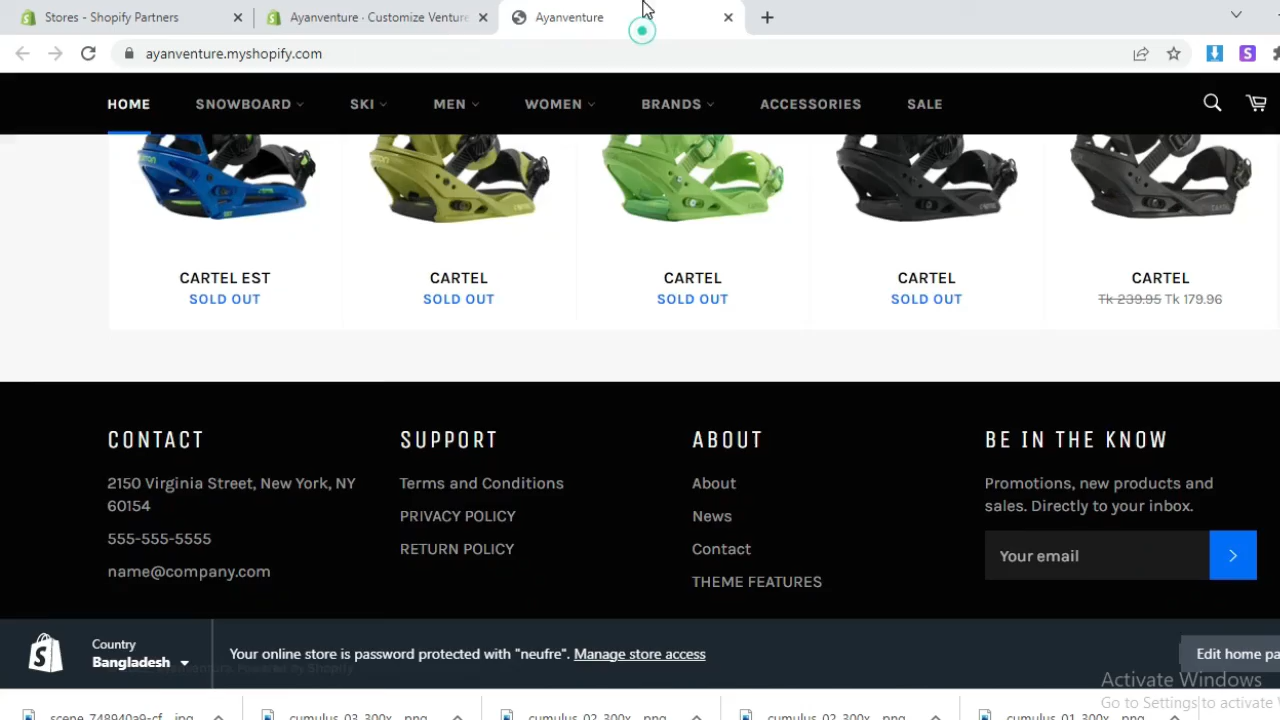 Stores - Shopify Partners
Ayanventure · Customize Venture
Ayanventure
ayanventure.myshopify.com
HOME
SNOWBOARD
SKI
MEN
WOMEN
BRANDS
ACCESSORIES
SALE
CARTEL EST
SOLD OUT
CARTEL
SOLD OUT
CARTEL
SOLD OUT
CARTEL
SOLD OUT
CARTEL
Tk 239.95 Tk 179.96
CONTACT
2150 Virginia Street, New York, NY
60154
555-555-5555
name@company.com
SUPPORT
Terms and Conditions
PRIVACY POLICY
RETURN POLICY
ABOUT
About
News
Contact
THEME FEATURES
BE IN THE KNOW
Promotions, new products and
sales. Directly to your inbox.
Your email
Country
Bangladesh
Your online store is password protected with "neufre". Manage store access
Edit home pa
Activate Windows
Go to Settings to activate
scene_748940a9-cf....jpg
cumulus_03_300x....png
cumulus_02_300x....png
cumulus_02_300x....png
cumulus_01_300x....png